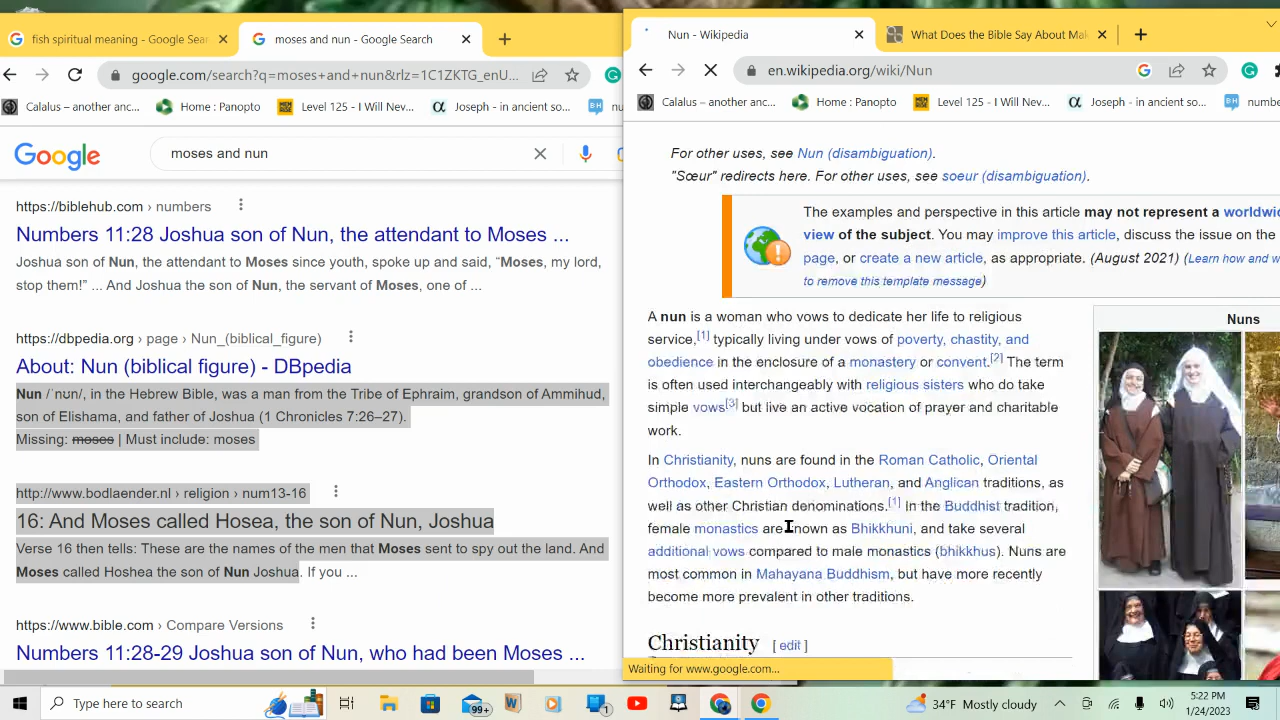 fish spiritual meaning - Google Sear
moses and nun - Google Search
google.com/search?q=moses+and+nun&rlz=1C1ZKTG_enU...
Calalus – another anc...
Home : Panopto
Level 125 - I Will Nev...
Joseph - in ancient so...
nu
Google
moses and nun
https://biblehub.com › numbers
Numbers 11:28 Joshua son of Nun, the attendant to Moses ...
Joshua son of Nun, the attendant to Moses since youth, spoke up and said, “Moses, my lord,
stop them!” ... And Joshua the son of Nun, the servant of Moses, one of ...
https://dbpedia.org › page › Nun_(biblical_figure)
About: Nun (biblical figure) - DBpedia
Nun /ˈnʊn/, in the Hebrew Bible, was a man from the Tribe of Ephraim, grandson of Ammihud,
son of Elishama, and father of Joshua (1 Chronicles 7:26–27).
Missing: moses | Must include: moses
http://www.bodlaender.nl › religion › num13-16
16: And Moses called Hosea, the son of Nun, Joshua
Verse 16 then tells: These are the names of the men that Moses sent to spy out the land. And
Moses called Hoshea the son of Nun Joshua. If you ...
https://www.bible.com › Compare Versions
Numbers 11:28-29 Joshua son of Nun, who had been Moses ...
Nun - Wikipedia
What Does the Bible Say About Mak
en.wikipedia.org/wiki/Nun
Calalus – another anc...
Home : Panopto
Level 125 - I Will Nev...
Joseph - in ancient so...
numbe
For other uses, see Nun (disambiguation).
"Sœur" redirects here. For other uses, see soeur (disambiguation).
The examples and perspective in this article may not represent a worldwi
view of the subject. You may improve this article, discuss the issue on the
page, or create a new article, as appropriate. (August 2021) (Learn how and w
to remove this template message)
A nun is a woman who vows to dedicate her life to religious
service,[1] typically living under vows of poverty, chastity, and
obedience in the enclosure of a monastery or convent.[2] The term
is often used interchangeably with religious sisters who do take
simple vows[3] but live an active vocation of prayer and charitable
work.
In Christianity, nuns are found in the Roman Catholic, Oriental
Orthodox, Eastern Orthodox, Lutheran, and Anglican traditions, as
well as other Christian denominations.[1] In the Buddhist tradition,
female monastics are known as Bhikkhuni, and take several
additional vows compared to male monastics (bhikkhus). Nuns are
most common in Mahayana Buddhism, but have more recently
become more prevalent in other traditions.
Christianity [ edit ]
Nuns
Waiting for www.google.com...
Type here to search
99+
1
34°F Mostly cloudy
5:22 PM
1/24/2023